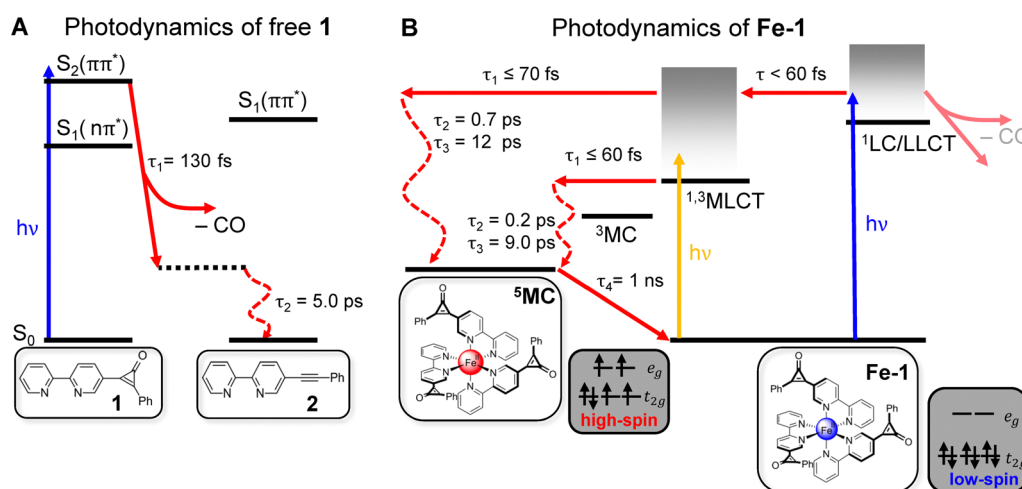 A Photodynamics of free 1
S₂(ππ*)
S₁(nπ*)
S₁(ππ*)
τ₁= 130 fs
hν
– CO
τ₂ = 5.0 ps
S₀
O
N
N
Ph
1
N
N
Ph
2
B Photodynamics of Fe-1
τ₁ ≤ 70 fs
τ < 60 fs
¹LC/LLCT
– CO
τ₂ = 0.7 ps
τ₃ = 12 ps
τ₁ ≤ 60 fs
¹,³MLCT
³MC
τ₂ = 0.2 ps
τ₃ = 9.0 ps
hν
hν
⁵MC
τ₄= 1 ns
O
Ph
N
N
N
Fe
N
N
N
Ph
O
O
Ph
e_g
t₂g
high-spin
Fe-1
O
Ph
N
N
N
Fe
N
N
N
Ph
O
O
Ph
e_g
t₂g
low-spin